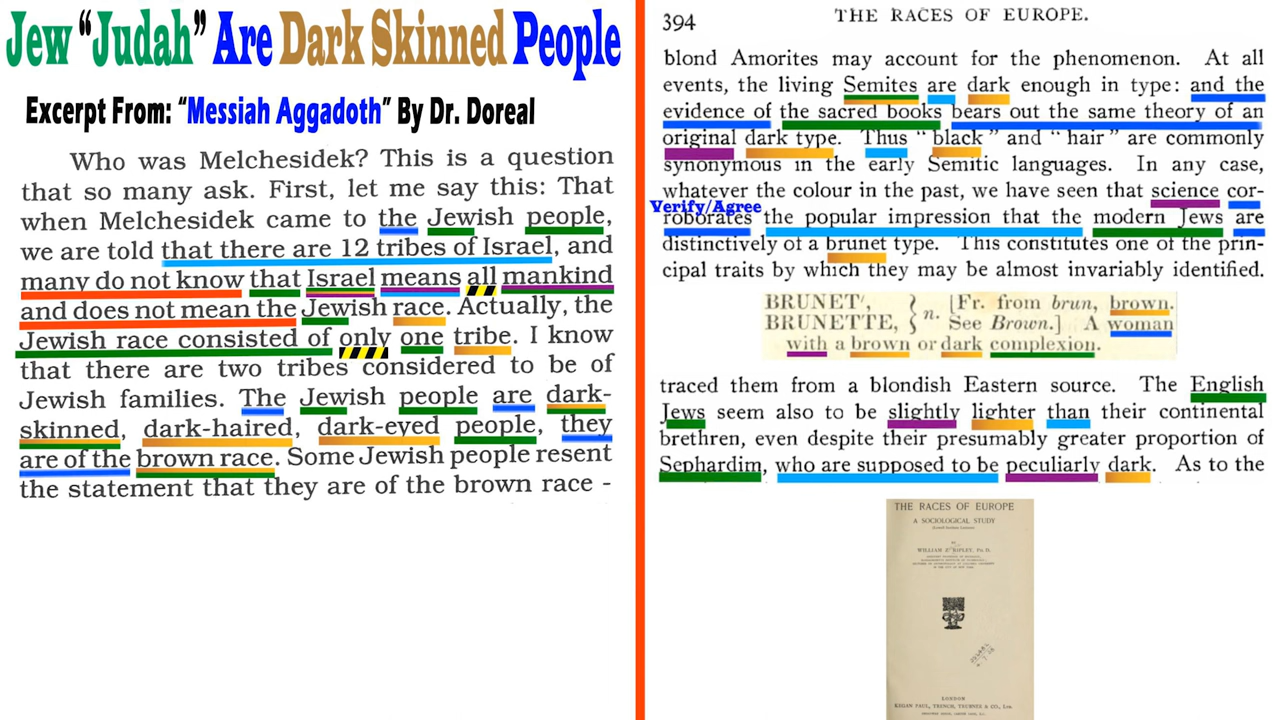 Jew “Judah” Are Dark Skinned People
Excerpt From: “Messiah Aggadoth” By Dr. Doreal
Who was Melchesidek? This is a question
that so many ask. First, let me say this: That
when Melchesidek came to the Jewish people,
we are told that there are 12 tribes of Israel, and
many do not know that Israel means all mankind
and does not mean the Jewish race. Actually, the
Jewish race consisted of only one tribe. I know
that there are two tribes considered to be of
Jewish families. The Jewish people are dark-
skinned, dark-haired, dark-eyed people, they
are of the brown race. Some Jewish people resent
the statement that they are of the brown race -
394 THE RACES OF EUROPE.
blond Amorites may account for the phenomenon. At all
events, the living Semites are dark enough in type: and the
evidence of the sacred books bears out the same theory of an
original dark type. Thus “black” and “hair” are commonly
synonymous in the early Semitic languages. In any case,
whatever the colour in the past, we have seen that science cor-
Verify/Agree
roborates the popular impression that the modern Jews are
distinctively of a brunet type. This constitutes one of the prin-
cipal traits by which they may be almost invariably identified.
BRUNET', BRUNETTE, } n. [Fr. from brun, brown.
See Brown.] A woman
with a brown or dark complexion.
traced them from a blondish Eastern source. The English
Jews seem also to be slightly lighter than their continental
brethren, even despite their presumably greater proportion of
Sephardim, who are supposed to be peculiarly dark. As to the
THE RACES OF EUROPE
A SOCIOLOGICAL STUDY
(Lowell Institute Lectures)
BY
WILLIAM Z. RIPLEY, Ph.D.
LONDON
KEGAN PAUL, TRENCH, TRUBNER & CO., Ltd.